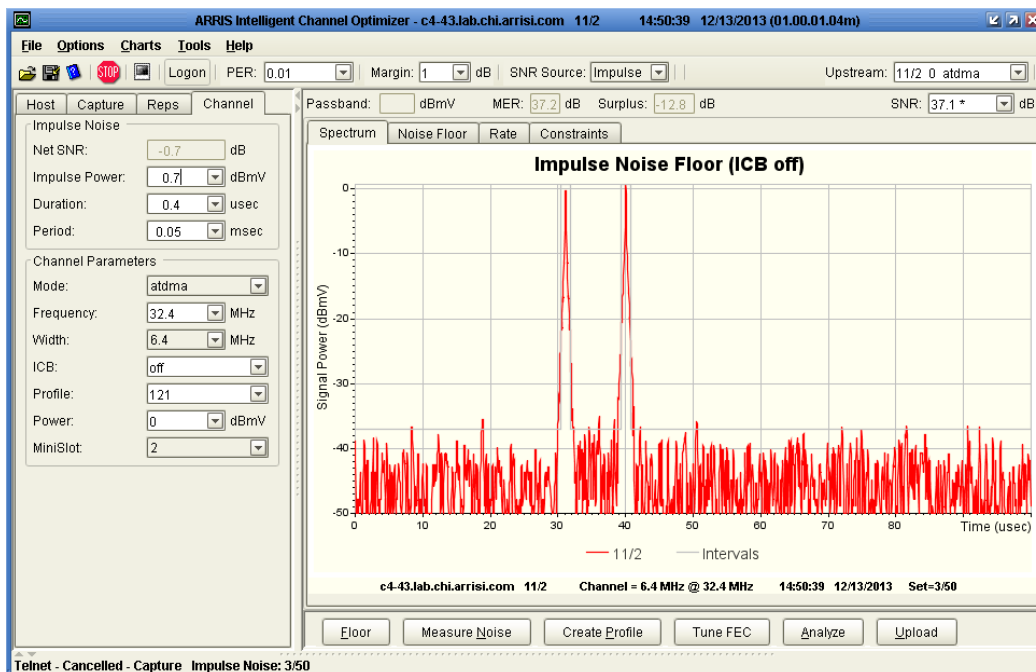 ARRIS Intelligent Channel Optimizer - c4-43.lab.chi.arrisi.com 11/2 14:50:39 12/13/2013 (01.00.01.04m)
File Options Charts Tools Help
STOP Logon PER: 0.01 Margin: 1 dB SNR Source: Impulse Upstream: 11/2 0 atdma
Host Capture Reps Channel
Impulse Noise
Net SNR: -0.7 dB
Impulse Power: 0.7 dBmV
Duration: 0.4 usec
Period: 0.05 msec
Channel Parameters
Mode: atdma
Frequency: 32.4 MHz
Width: 6.4 MHz
ICB: off
Profile: 121
Power: 0 dBmV
MiniSlot: 2
Passband: dBmV MER: 37.2 dB Surplus: -12.8 dB SNR: 37.1 * dB
Spectrum Noise Floor Rate Constraints
Impulse Noise Floor (ICB off)
Signal Power (dBmV)
0
-10
-20
-30
-40
-50
0 10 20 30 40 50 60 70 80 Time (usec)
11/2 Intervals
c4-43.lab.chi.arrisi.com 11/2 Channel = 6.4 MHz @ 32.4 MHz 14:50:39 12/13/2013 Set=3/50
Floor Measure Noise Create Profile Tune FEC Analyze Upload
Telnet - Cancelled - Capture Impulse Noise: 3/50